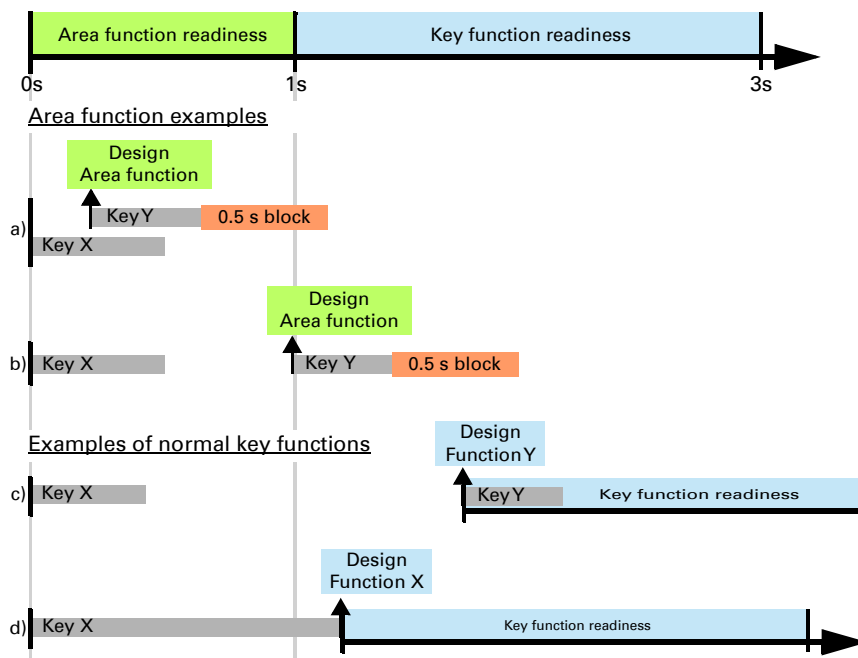 Area function readiness
Key function readiness
0s
1s
3s
Area function examples
Design
Area function
Key Y
0.5 s block
a)
Key X
Design
Area function
b)
Key X
Key Y
0.5 s block
Examples of normal key functions
Design
Function Y
c)
Key X
Key Y
Key function readiness
Design
Function X
d)
Key X
Key function readiness